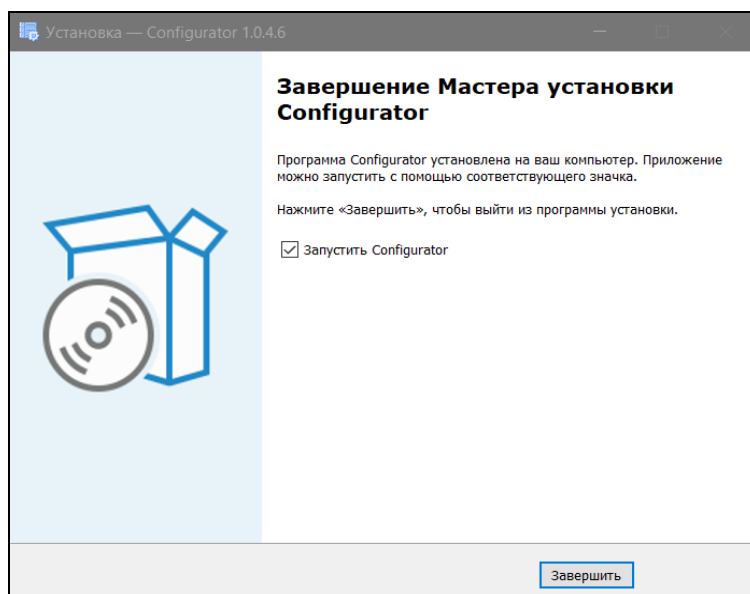 Установка — Configurator 1.0.4.6
Завершение Мастера установки
Configurator
Программа Configurator установлена на ваш компьютер. Приложение
можно запустить с помощью соответствующего значка.
Нажмите «Завершить», чтобы выйти из программы установки.
Запустить Configurator
Завершить